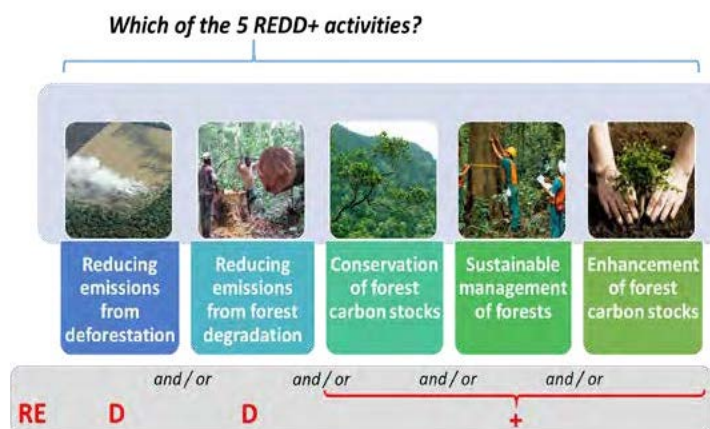 Which of the 5 REDD+ activities?
Reducing
emissions
from
deforestation
Reducing
emissions
from forest
degradation
Conservation
of forest
carbon stocks
Sustainable
management
of forests
Enhancement
of forest
carbon stocks
and / or and / or and / or and / or
RE D D +